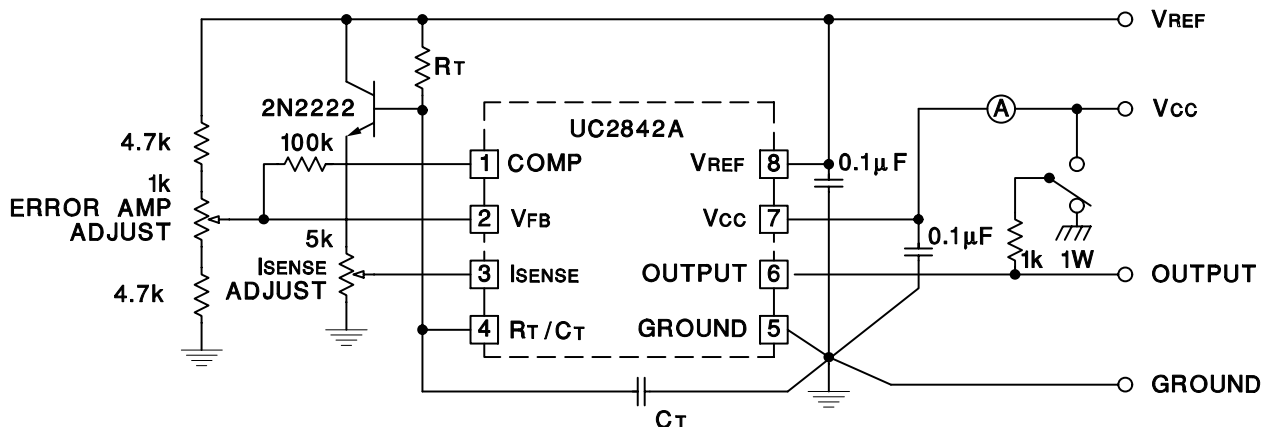 VREF
RT
2N2222
UC2842A
A
VCC
4.7k
100k
1 COMP
VREF 8
0.1μF
1k
ERROR AMP
ADJUST
2 VFB
VCC 7
0.1μF
5k
ISENSE
ADJUST
3 ISENSE
OUTPUT 6
1k 1W
OUTPUT
4.7k
4 RT/CT
GROUND 5
GROUND
CT